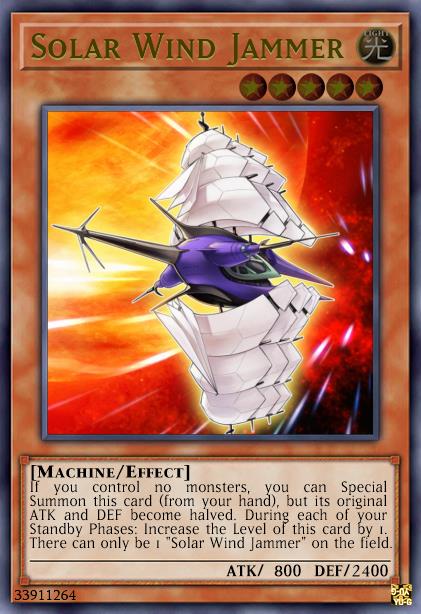 SOLAR WIND JAMMER
LIGHT
光
[MACHINE/EFFECT]
If you control no monsters, you can Special
Summon this card (from your hand), but its original
ATK and DEF become halved. During each of your
Standby Phases: Increase the Level of this card by 1.
There can only be 1 "Solar Wind Jammer" on the field.
ATK/ 800 DEF/2400
33911264